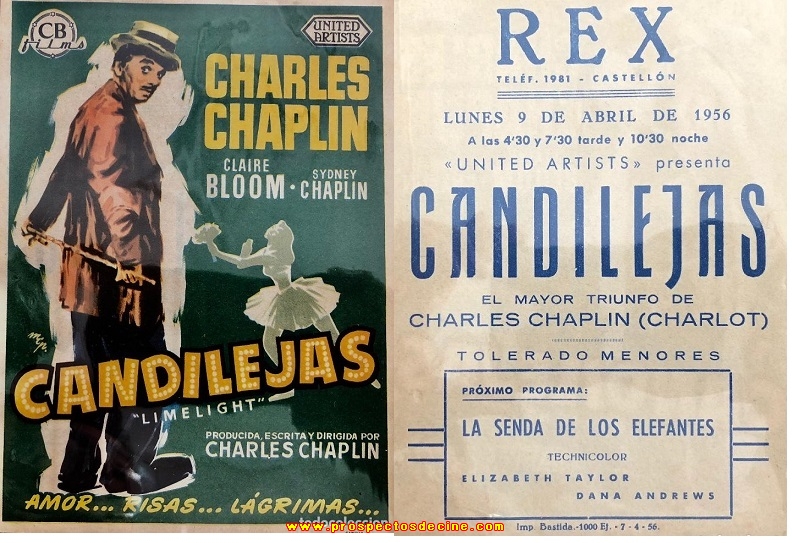 CB
films
UNITED
ARTISTS
CHARLES
CHAPLIN
CLAIRE
BLOOM · SYDNEY
CHAPLIN
CANDILEJAS
"LIMELIGHT"
PRODUCIDA, ESCRITA Y DIRIGIDA POR
CHARLES CHAPLIN
AMOR... RISAS... LÁGRIMAS...
REX
TELÉF. 1981 - CASTELLÓN
LUNES 9 DE ABRIL DE 1956
A las 4'30 y 7'30 tarde y 10'30 noche
«UNITED ARTISTS» presenta
CANDILEJAS
EL MAYOR TRIUNFO DE
CHARLES CHAPLIN (CHARLOT)
TOLERADO MENORES
PRÓXIMO PROGRAMA:
LA SENDA DE LOS ELEFANTES
TECHNICOLOR
ELIZABETH TAYLOR
DANA ANDREWS
Imp. Bastida.-1000 EJ. - 7 - 4 - 56.
www.prospectosdecine.com